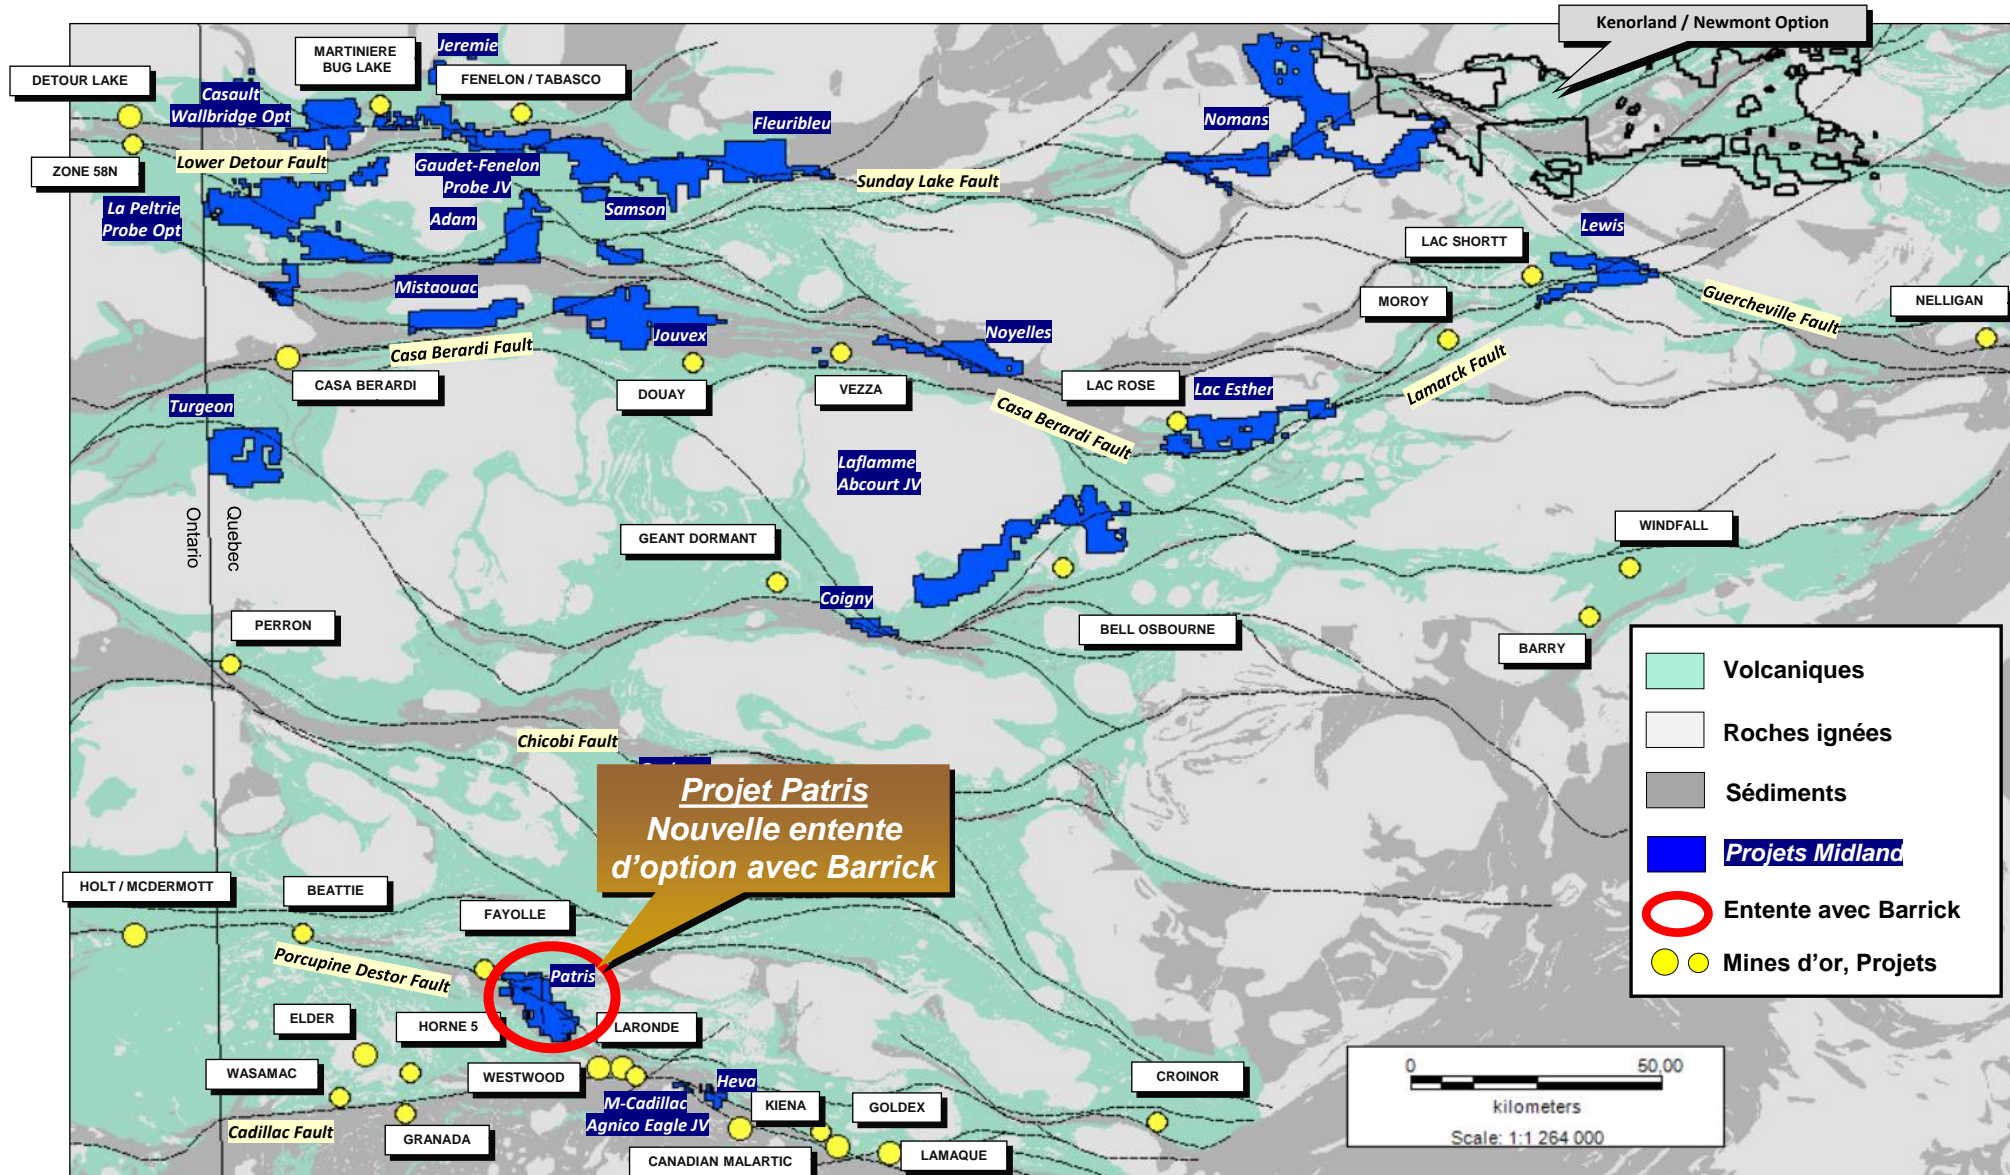 Kenorland / Newmont Option
Jeremie
MARTINIERE
BUG LAKE
DETOUR LAKE
FENELON / TABASCO
Casault
Wallbridge Opt
Fleuribleu
Nomans
Lower Detour Fault
ZONE 58N
Gaudet-Fenelon
Probe JV
Sunday Lake Fault
La Peltrie
Probe Opt
Adam
Samson
Lewis
LAC SHORTT
Mistaouac
MOROY
Guercheville Fault
NELLIGAN
Jouvex
Noyelles
Casa Berardi Fault
CASA BERARDI
DOUAY
VEZZA
LAC ROSE
Lac Esther
Lamarck Fault
Turgeon
Casa Berardi Fault
Laflamme
Abcourt JV
Ontario
Quebec
GEANT DORMANT
WINDFALL
Coigny
PERRON
BELL OSBOURNE
BARRY
Chicobi Fault
Projet Patris
Nouvelle entente
d’option avec Barrick
Volcaniques
Roches ignées
Sédiments
Projets Midland
Entente avec Barrick
Mines d’or, Projets
HOLT / MCDERMOTT
BEATTIE
FAYOLLE
Porcupine Destor Fault
Patris
ELDER
HORNE 5
LARONDE
WASAMAC
WESTWOOD
Heva
CROINOR
M-Cadillac
Agnico Eagle JV
KIENA
GOLDEX
Cadillac Fault
GRANADA
CANADIAN MALARTIC
LAMAQUE
0 50,00
kilometers
Scale: 1:1 264 000